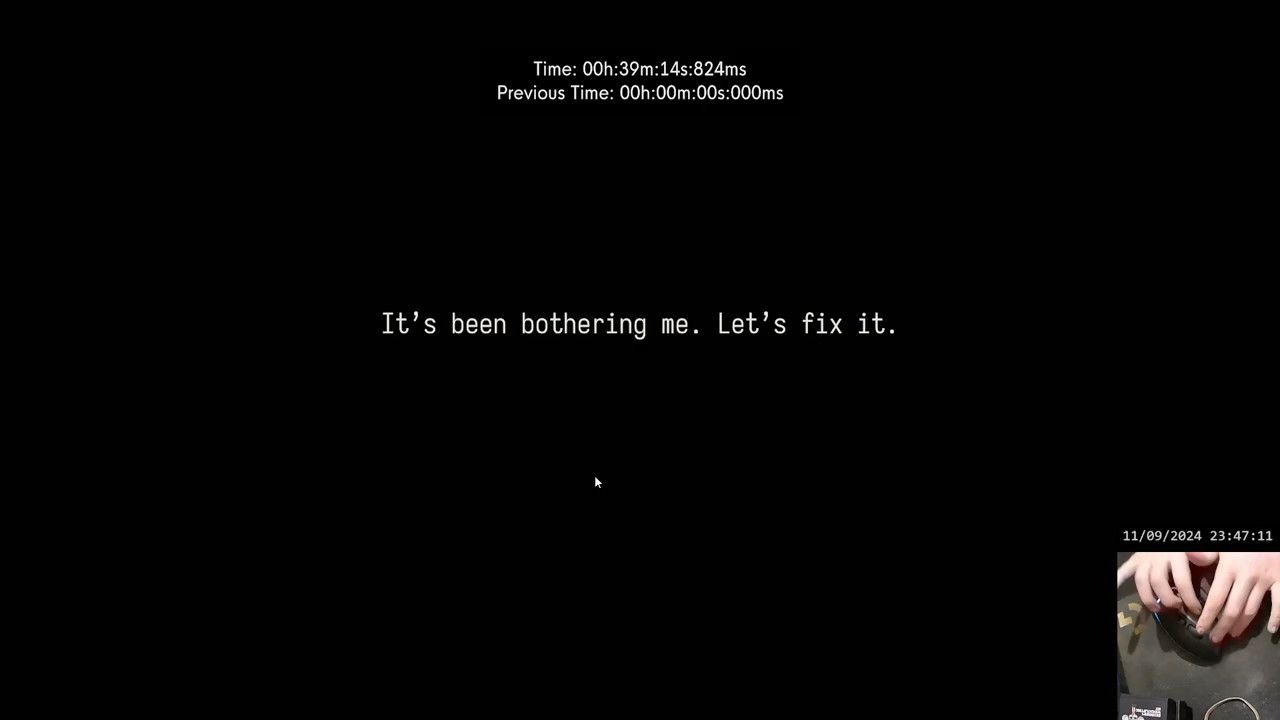 Time: 00h:39m:14s:824ms
Previous Time: 00h:00m:00s:000ms
It’s been bothering me. Let’s fix it.
11/09/2024 23:47:11